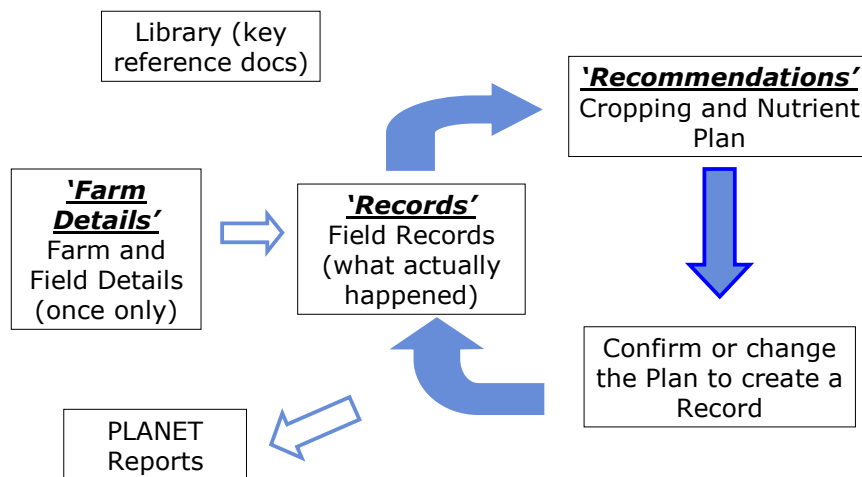 Library (key
reference docs)
'Recommendations'
Cropping and Nutrient
Plan
'Farm
Details'
Farm and
Field Details
(once only)
'Records'
Field Records
(what actually
happened)
Confirm or change
the Plan to create a
Record
PLANET
Reports